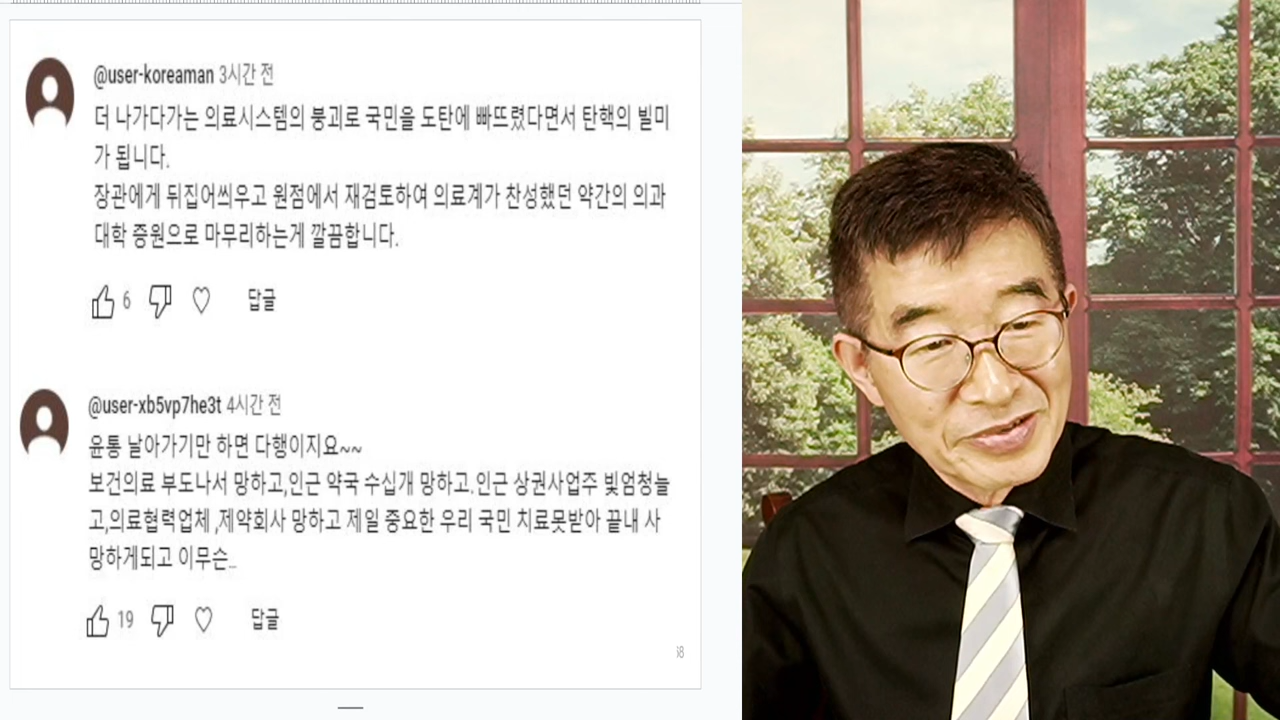 @user-koreaman 3시간 전
더 나가다가는 의료시스템의 붕괴로 국민을 도탄에 빠뜨렸다면서 탄핵의 빌미
가 됩니다.
장관에게 뒤집어씌우고 원점에서 재검토하여 의료계가 찬성했던 약간의 의과
대학 증원으로 마무리하는게 깔끔합니다.
6 답글
@user-xb5vp7he3t 4시간 전
윤통 날아가기만 하면 다행이지요~~
보건의료 부도나서 망하고,인근 약국 수십개 망하고.인근 상권사업주 빚엄청늘
고,의료협력업체 ,제약회사 망하고 제일 중요한 우리 국민 치료못받아 끝내 사
망하게되고 이무슨...
19 답글